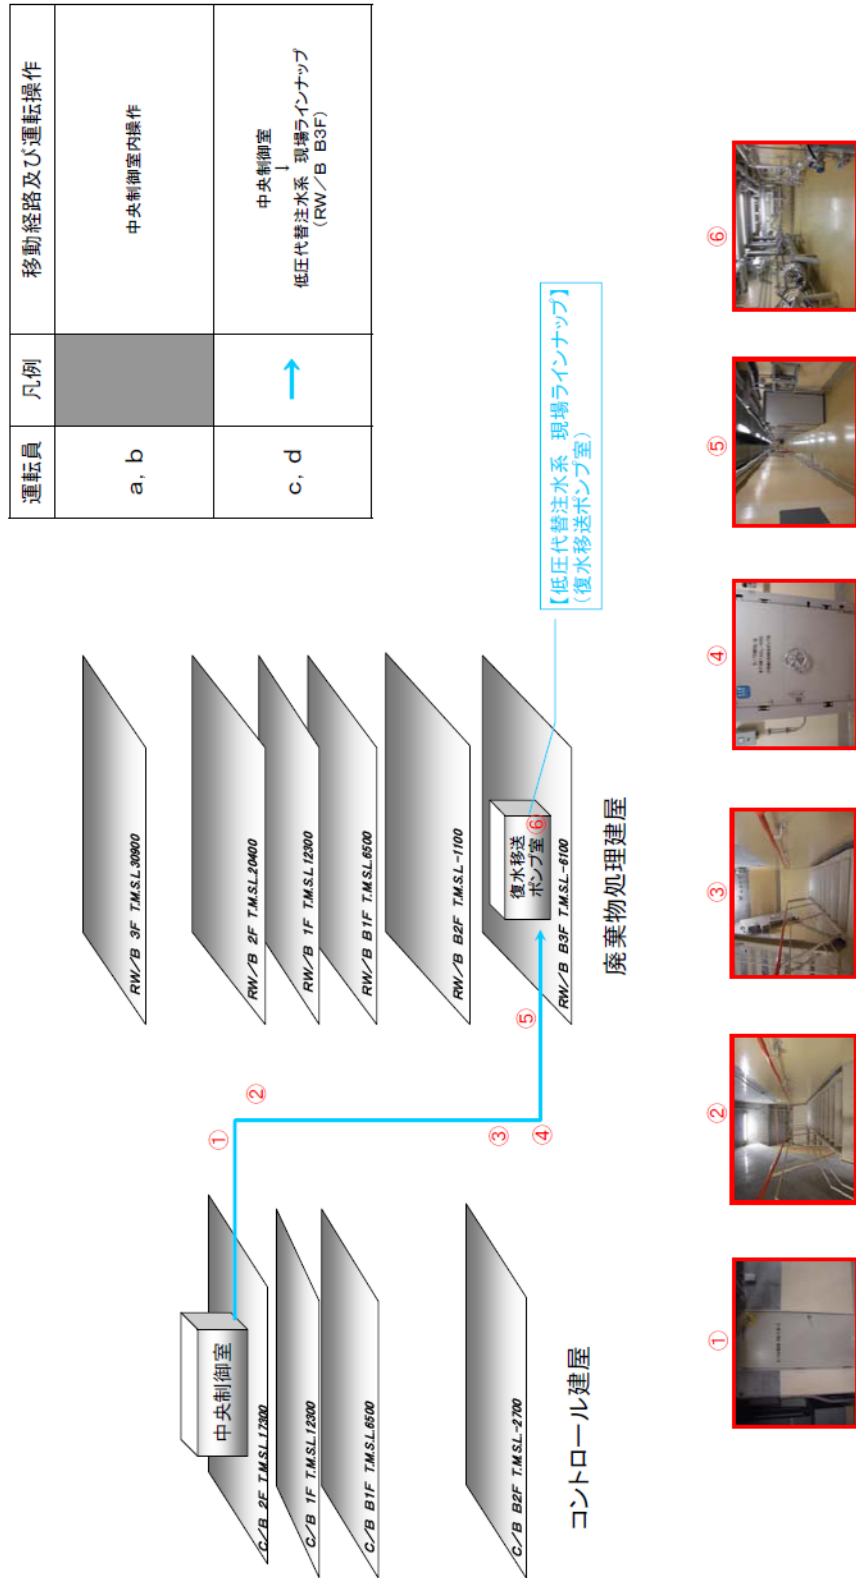 運転員
凡例
移動経路及び運転操作
a, b
中央制御室内操作
c, d
中央制御室
↓
低圧代替注水系 現場ラインナップ
(RW/B B3F)
中央制御室
C/B 2F T.M.S.L.17300
C/B 1F T.M.S.L.12300
C/B B1F T.M.S.L.6500
C/B B2F T.M.S.L.-2700
コントロール建屋
①
②
③
④
⑤
RW/B 3F T.M.S.L.30900
RW/B 2F T.M.S.L.20400
RW/B 1F T.M.S.L.12300
RW/B B1F T.M.S.L.6500
RW/B B2F T.M.S.L.-1100
RW/B B3F T.M.S.L.-6100
復水移送
ポンプ室
⑥
廃棄物処理建屋
【低圧代替注水系 現場ラインナップ】
(復水移送ポンプ室)
①
②
③
④
⑤
⑥